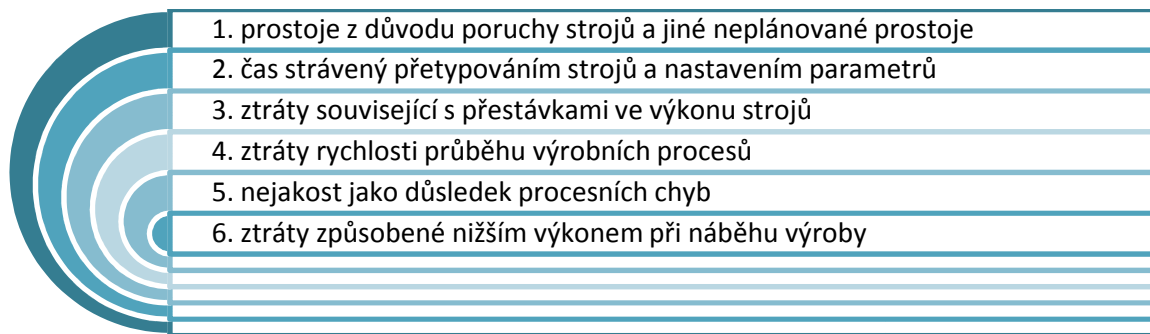 1. prostoje z důvodu poruchy strojů a jiné neplánované prostoje
2. čas strávený přetypováním strojů a nastavením parametrů
3. ztráty související s přestávkami ve výkonu strojů
4. ztráty rychlosti průběhu výrobních procesů
5. nejakost jako důsledek procesních chyb
6. ztráty způsobené nižším výkonem při náběhu výroby